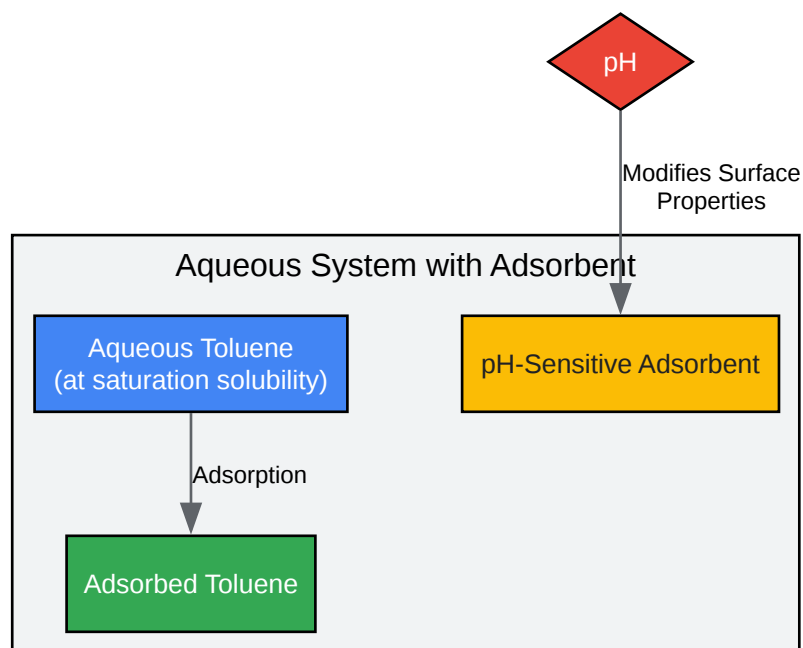 pH
Modifies Surface
Properties
Aqueous System with Adsorbent
Aqueous Toluene
(at saturation solubility)
pH-Sensitive Adsorbent
Adsorption
Adsorbed Toluene